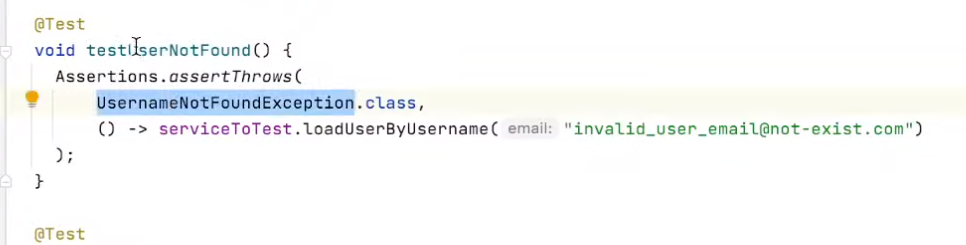 @Test
void testUserNotFound() {
Assertions.assertThrows(
UsernameNotFoundException.class,
() -> serviceToTest.loadUserByUsername( email: "invalid_user_email@not-exist.com")
);
}
@Test